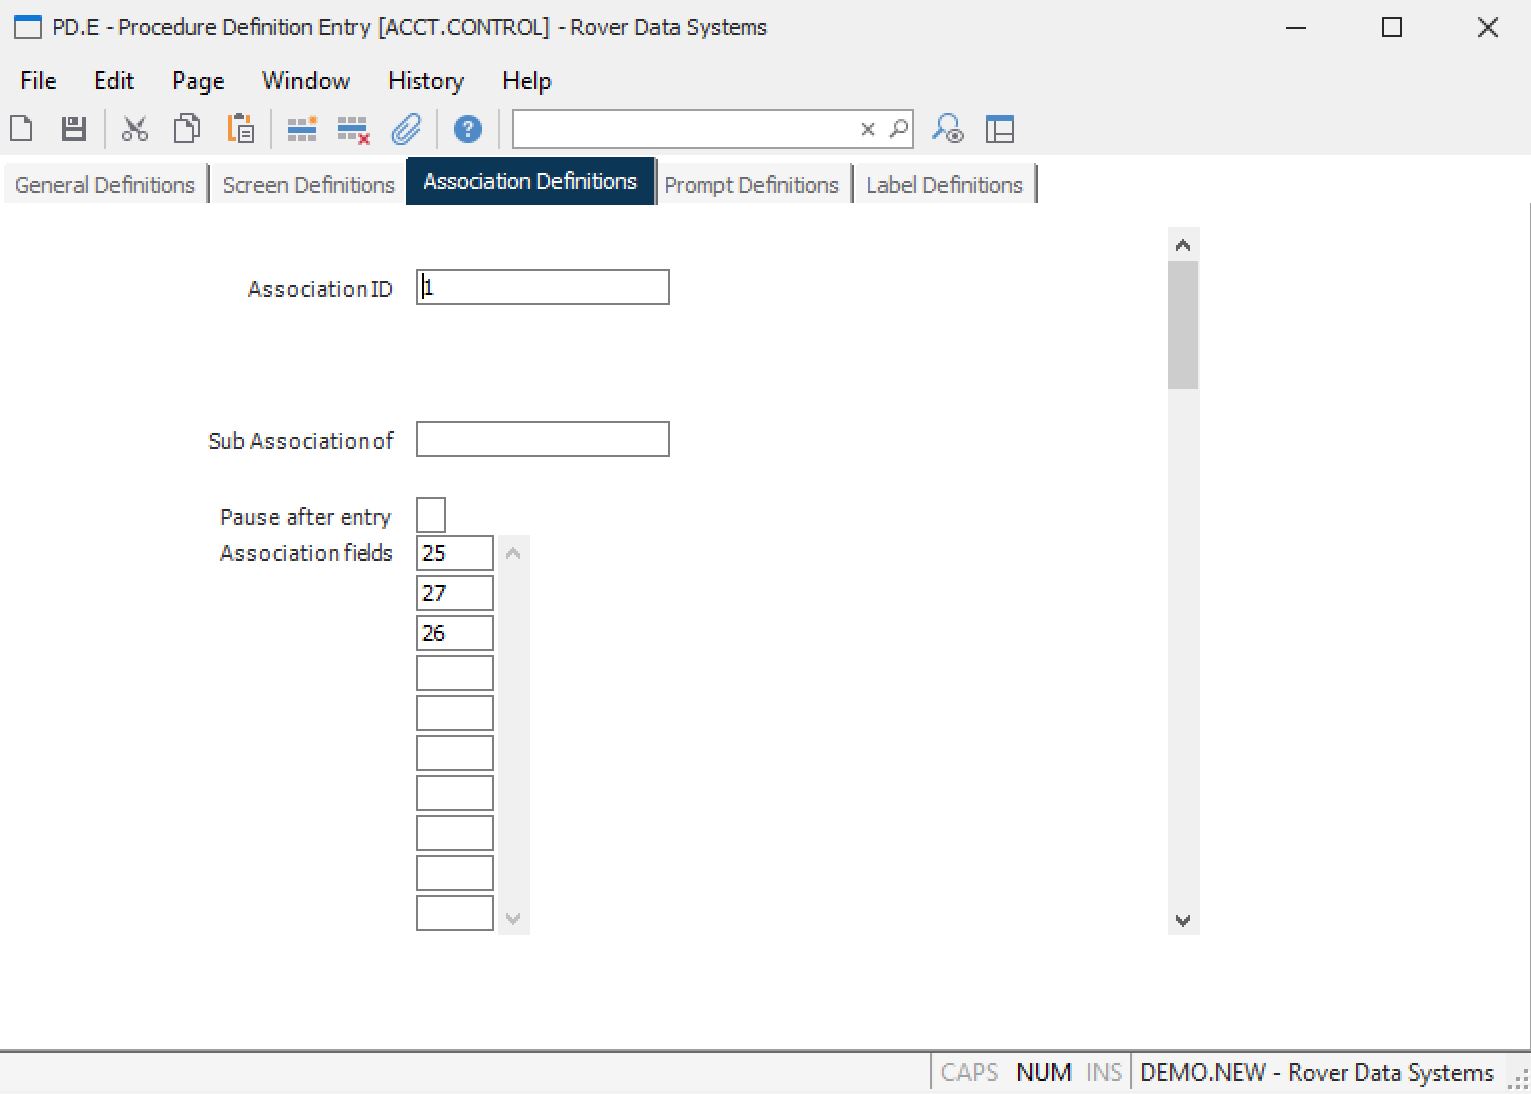 PD.E - Procedure Definition Entry [ACCT.CONTROL] - Rover Data Systems
File Edit Page Window History Help
General Definitions Screen Definitions Association Definitions Prompt Definitions Label Definitions
Association ID 1
Sub Association of
Pause after entry
Association fields 25
27
26
CAPS NUM INS DEMO.NEW - Rover Data Systems